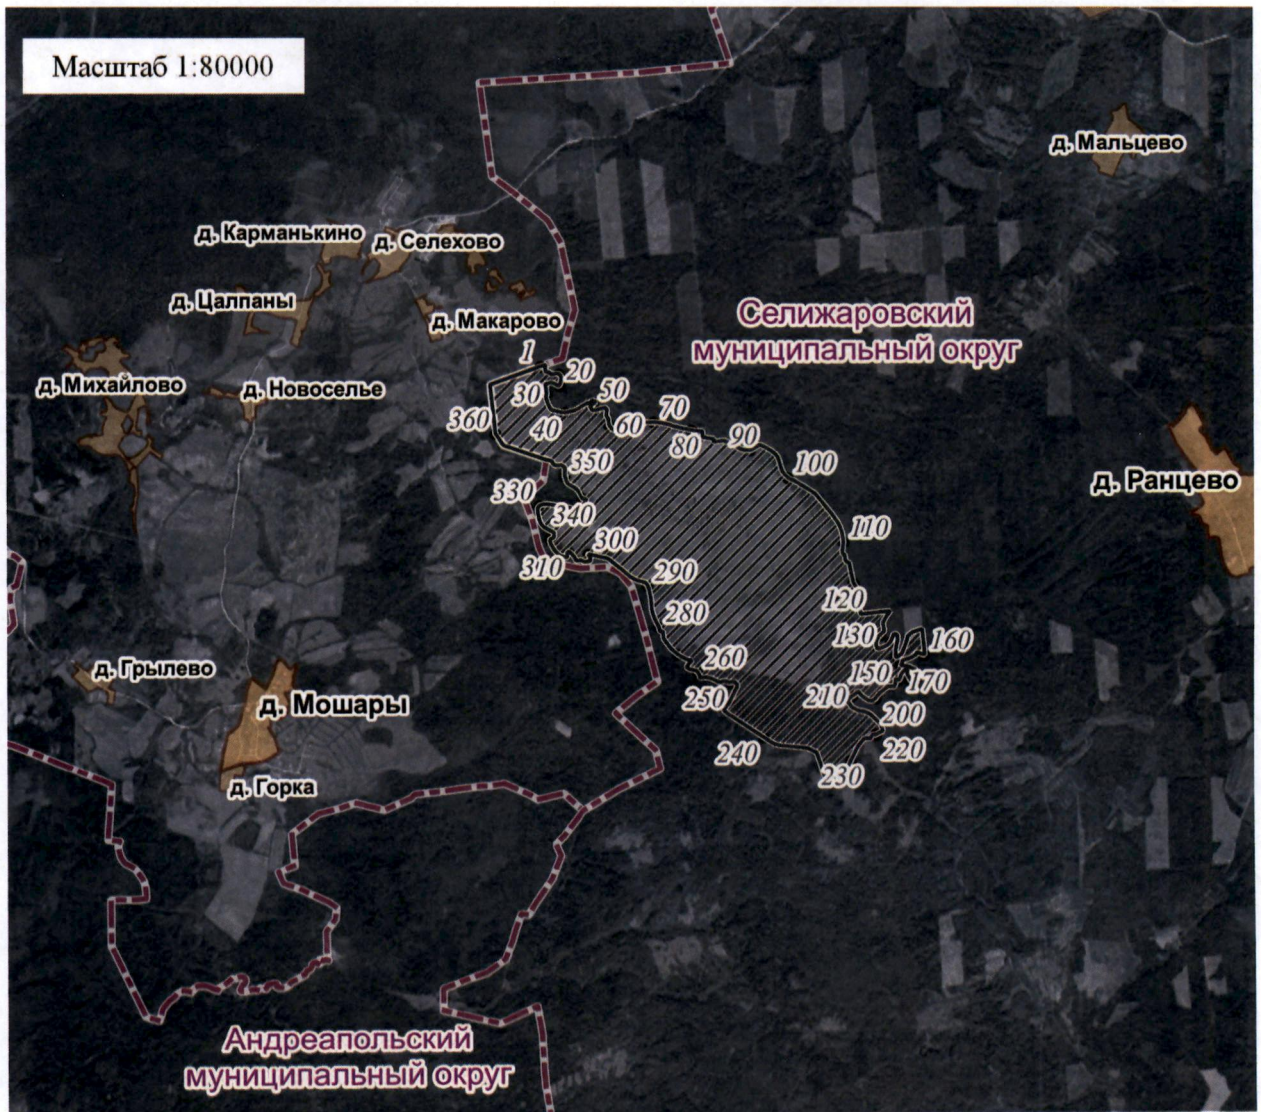 Масштаб 1:80000
д. Мальцево
д. Карманькино
д. Селехово
д. Цалпаны
д. Макарово
Селижаровский
муниципальный округ
д. Михайлово
д. Новоселье
1
20
30
50
360
40
60
70
80
90
350
100
330
340
д. Ранцево
300
110
310
290
280
120
130
160
260
150
170
250
210
200
240
220
230
д. Грылево
д. Мошары
д. Горка
Андреапольский
муниципальный округ